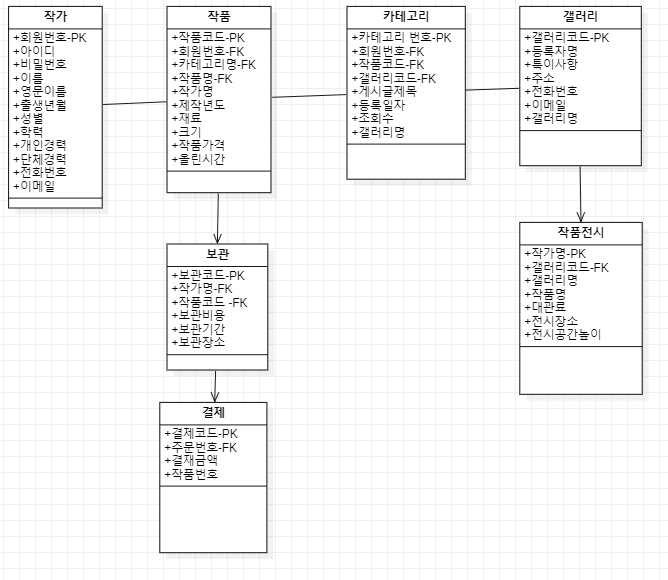 작가
+회원번호-PK
+아이디
+비밀번호
+이름
+영문이름
+출생년월
+성별
+학력
+개인경력
+단체경력
+전화번호
+이메일
작품
+작품코드-PK
+회원번호-FK
+카테고리명-FK
+작품명-FK
+작가명
+제작년도
+재료
+크기
+작품가격
+올린시간
카테고리
+카테고리 번호-PK
+회원번호-FK
+작품코드-FK
+갤러리코드-FK
+게시글제목
+등록일자
+조회수
+갤러리명
갤러리
+갤러리코드-PK
+등록자명
+특이사항
+주소
+전화번호
+이메일
+갤러리명
보관
+보관코드-PK
+작가명-FK
+작품코드 -FK
+보관비용
+보관기간
+보관장소
작품전시
+작가명-PK
+갤러리코드-FK
+갤러리명
+작품명
+대관료
+전시장소
+전시공간높이
결제
+결제코드-PK
+주문번호-FK
+결재금액
+작품번호